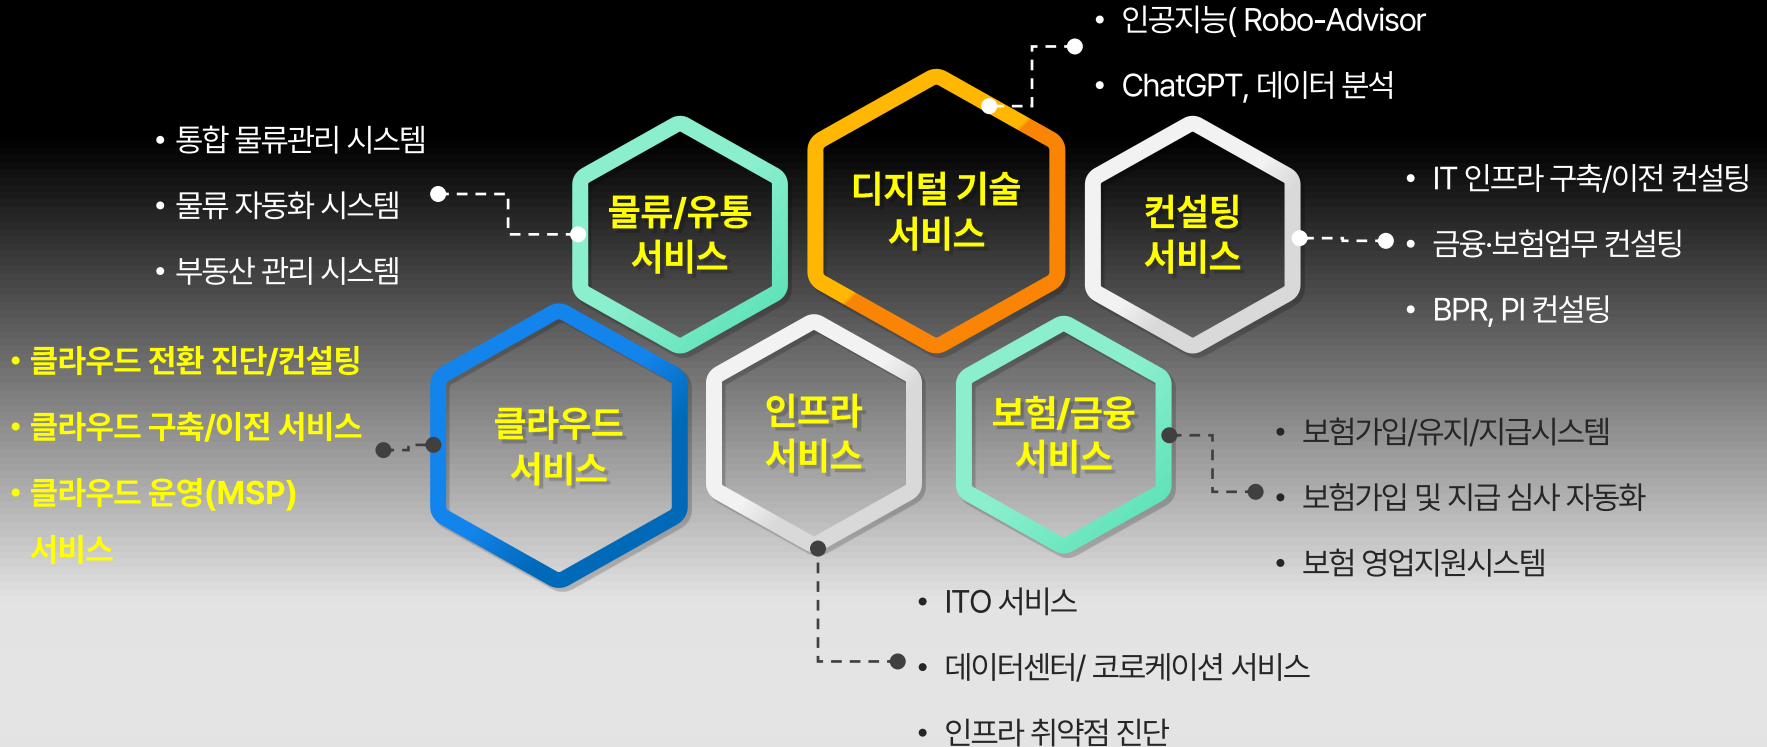 • 인공지능( Robo-Advisor
• ChatGPT, 데이터 분석
• 통합 물류관리 시스템
• 물류 자동화 시스템
• 부동산 관리 시스템
물류/유통
서비스
디지털 기술
서비스
컨설팅
서비스
• IT 인프라 구축/이전 컨설팅
• 금융·보험업무 컨설팅
• BPR, PI 컨설팅
• 클라우드 전환 진단/컨설팅
• 클라우드 구축/이전 서비스
• 클라우드 운영(MSP)
서비스
클라우드
서비스
인프라
서비스
보험/금융
서비스
• 보험가입/유지/지급시스템
• 보험가입 및 지급 심사 자동화
• 보험 영업지원시스템
• ITO 서비스
• 데이터센터/ 코로케이션 서비스
• 인프라 취약점 진단